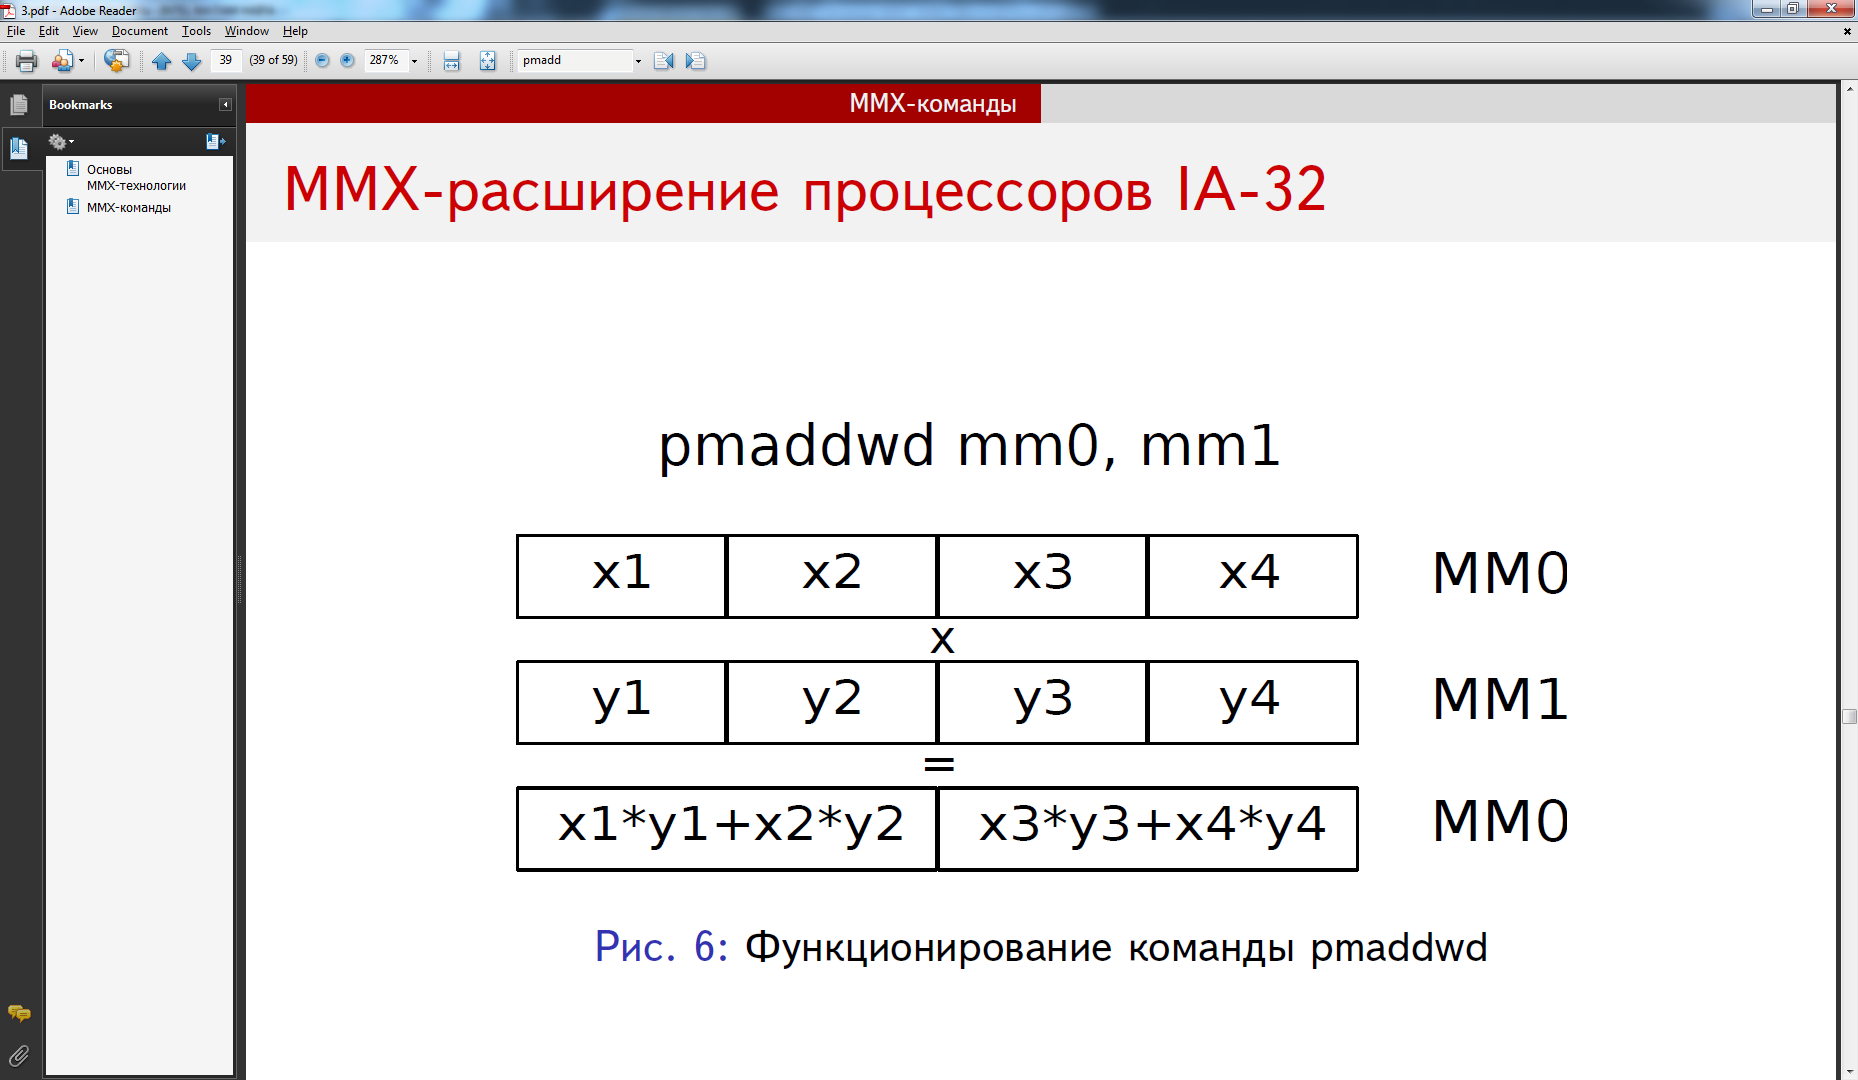 3.pdf - Adobe Reader
File Edit View Document Tools Window Help
39 (39 of 59) 287% pmadd
Bookmarks
Основы
MMX-технологии
MMX-команды
MMX-команды
MMX-расширение процессоров IA-32
pmaddwd mm0, mm1
x1 x2 x3 x4 MM0
x
y1 y2 y3 y4 MM1
=
x1*y1+x2*y2 x3*y3+x4*y4 MM0
Рис. 6: Функционирование команды pmaddwd